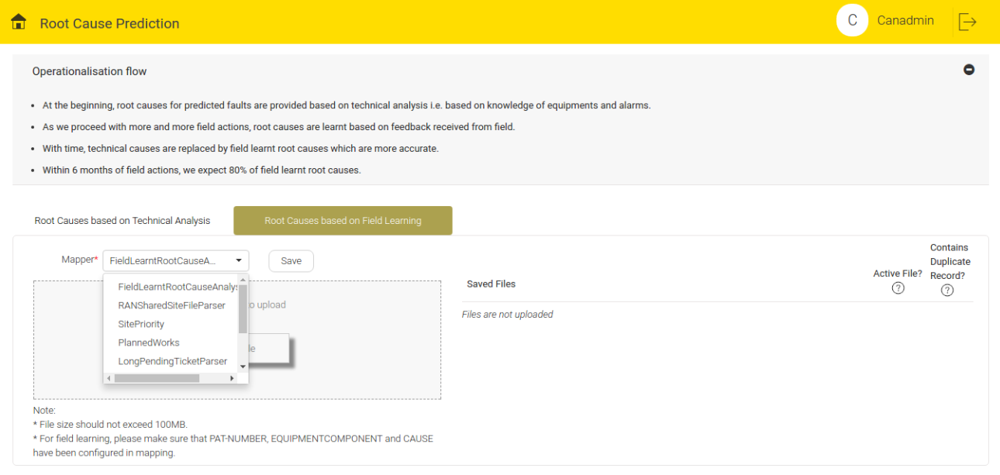 Root Cause Prediction
C
Canadmin
Operationalisation flow
• At the beginning, root causes for predicted faults are provided based on technical analysis i.e. based on knowledge of equipments and alarms.
• As we proceed with more and more field actions, root causes are learnt based on feedback received from field.
• With time, technical causes are replaced by field learnt root causes which are more accurate.
• Within 6 months of field actions, we expect 80% of field learnt root causes.
Root Causes based on Technical Analysis
Root Causes based on Field Learning
Mapper*
FieldLearntRootCauseA...
Save
FieldLearntRootCauseAnalys
RANSharedSiteFileParser
SitePriority
PlannedWorks
LongPendingTicketParser
to upload
le
Note:
* File size should not exceed 100MB.
* For field learning, please make sure that PAT-NUMBER, EQUIPMENTCOMPONENT and CAUSE
have been configured in mapping.
Saved Files
Active File?
?
Contains
Duplicate
Record?
?
Files are not uploaded